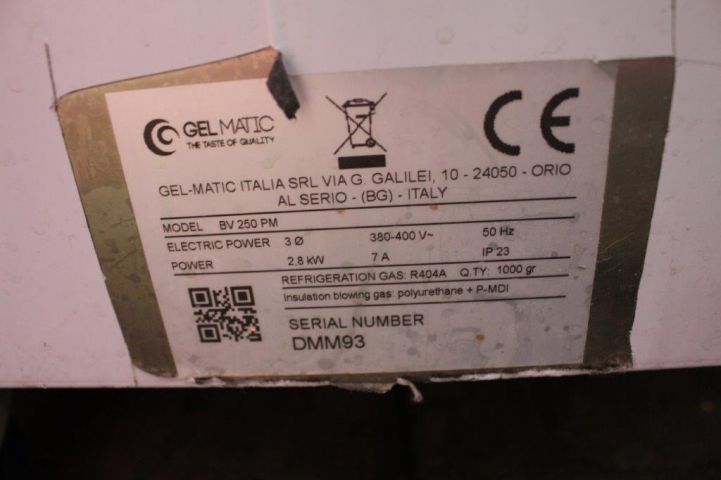 GEL MATIC
THE TASTE OF QUALITY
CE
GEL-MATIC ITALIA SRL VIA G. GALILEI, 10 - 24050 - ORIO
AL SERIO - (BG) - ITALY
MODEL BV 250 PM
ELECTRIC POWER 3 Ø 380-400 V~ 50 Hz
POWER 2.8 kW 7 A IP 23
REFRIGERATION GAS: R404A Q.TY: 1000 gr
Insulation blowing gas: polyurethane + P-MDI
SERIAL NUMBER
DMM93